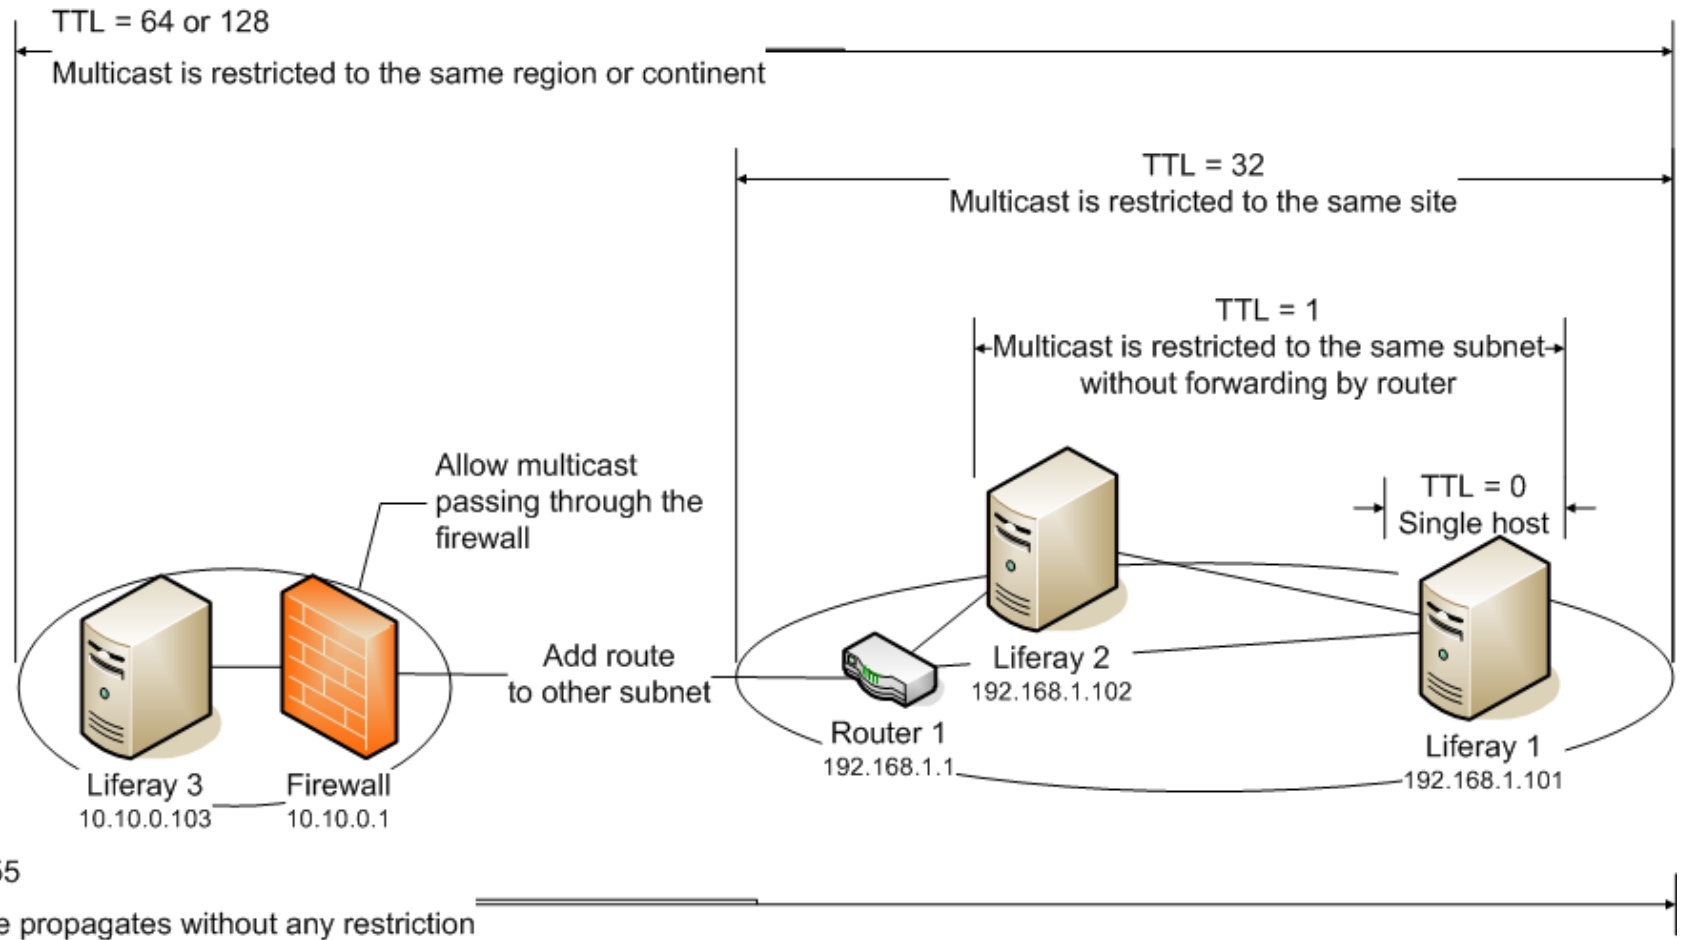 TTL = 64 or 128
Multicast is restricted to the same region or continent
TTL = 32
Multicast is restricted to the same site
TTL = 1
Multicast is restricted to the same subnet
without forwarding by router
TTL = 0
Single host
Allow multicast
passing through the
firewall
Add route
to other subnet
Liferay 2
192.168.1.102
Router 1
192.168.1.1
Liferay 1
192.168.1.101
Liferay 3
10.10.0.103
Firewall
10.10.0.1
55
e propagates without any restriction